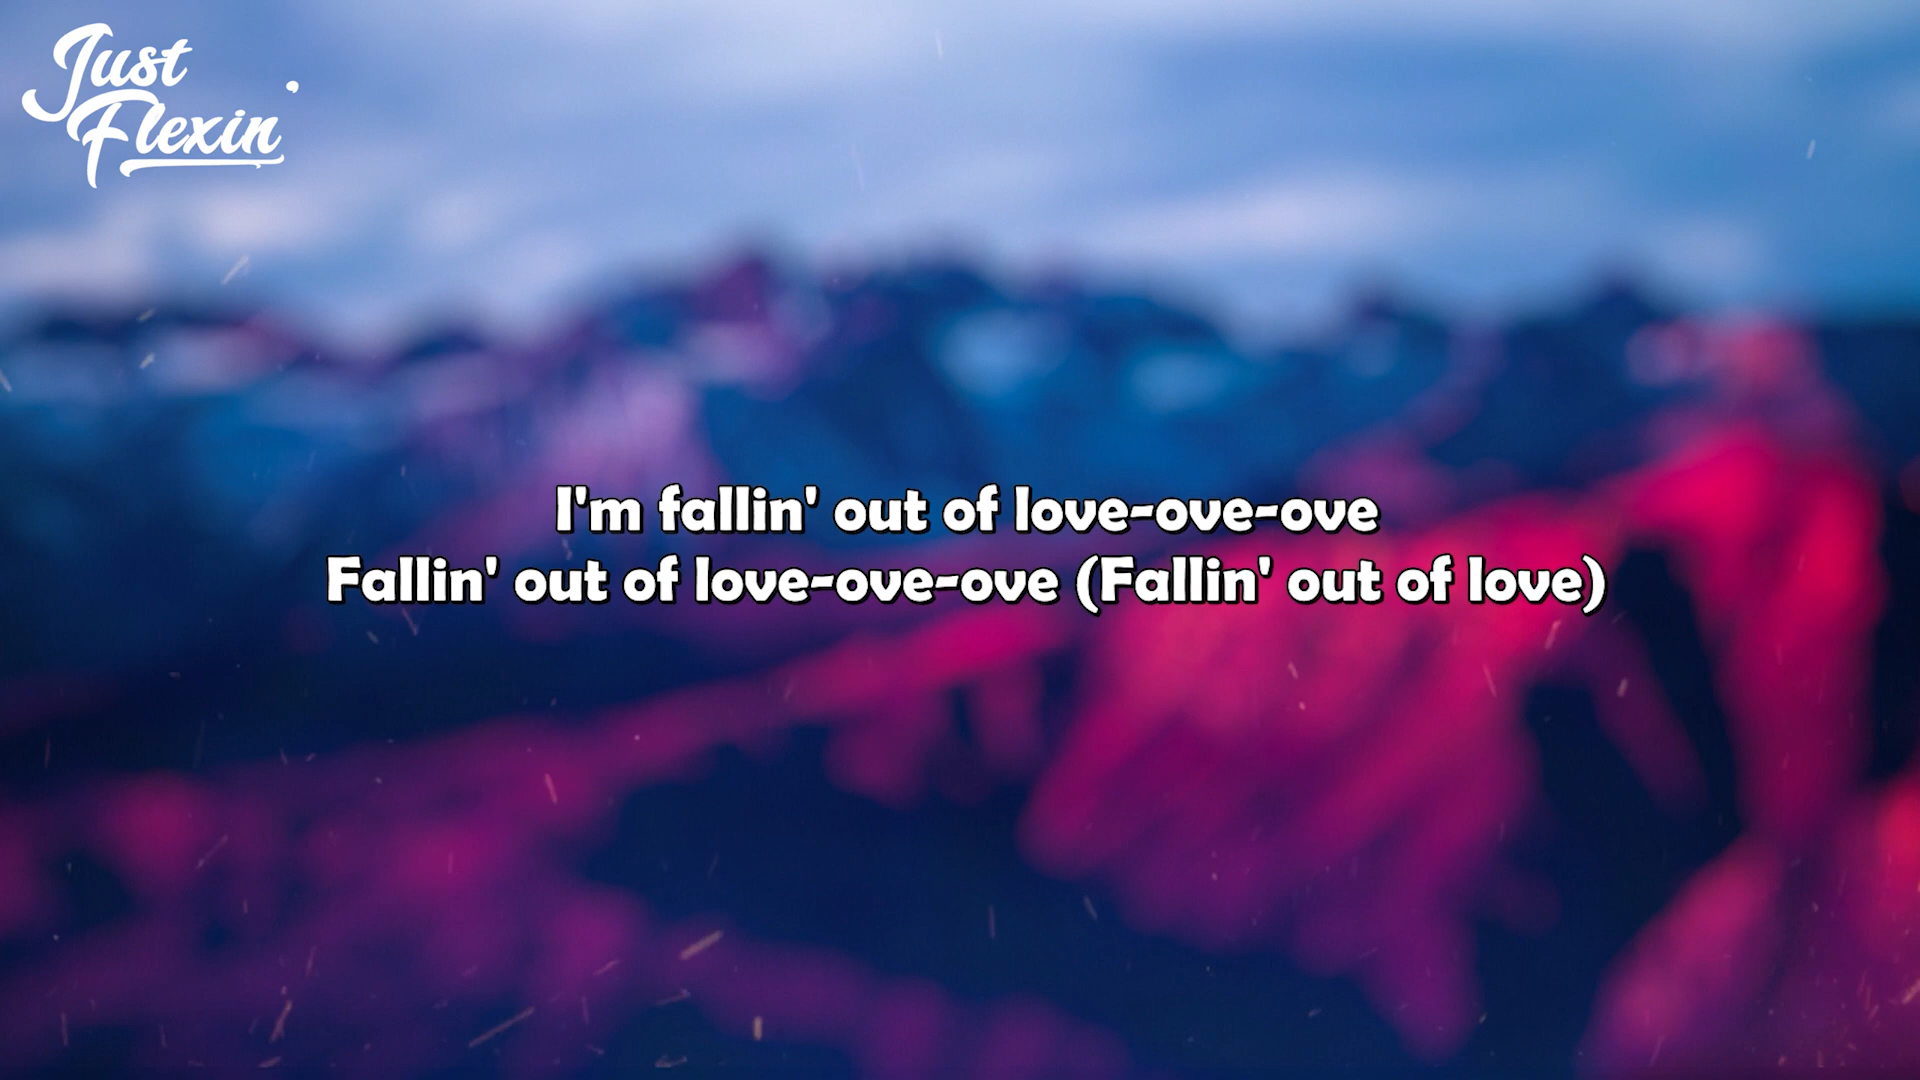 Just
Flexin'
I'm fallin' out of love-ove-ove
Fallin' out of love-ove-ove (Fallin' out of love)